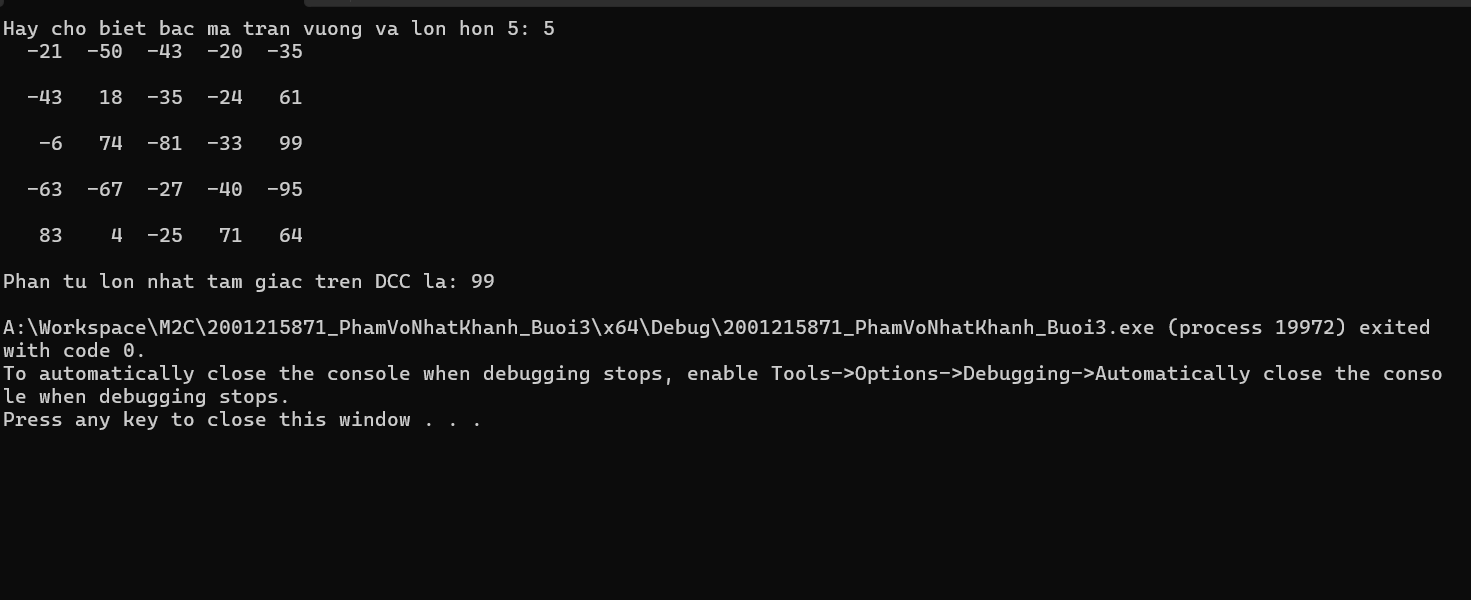 Hay cho biet bac ma tran vuong va lon hon 5: 5
-21 -50 -43 -20 -35
-43 18 -35 -24 61
-6 74 -81 -33 99
-63 -67 -27 -40 -95
83 4 -25 71 64
Phan tu lon nhat tam giac tren DCC la: 99
A:\Workspace\M2C\2001215871_PhamVoNhatKhanh_Buoi3\x64\Debug\2001215871_PhamVoNhatKhanh_Buoi3.exe (process 19972) exited
with code 0.
To automatically close the console when debugging stops, enable Tools->Options->Debugging->Automatically close the conso
le when debugging stops.
Press any key to close this window . . .